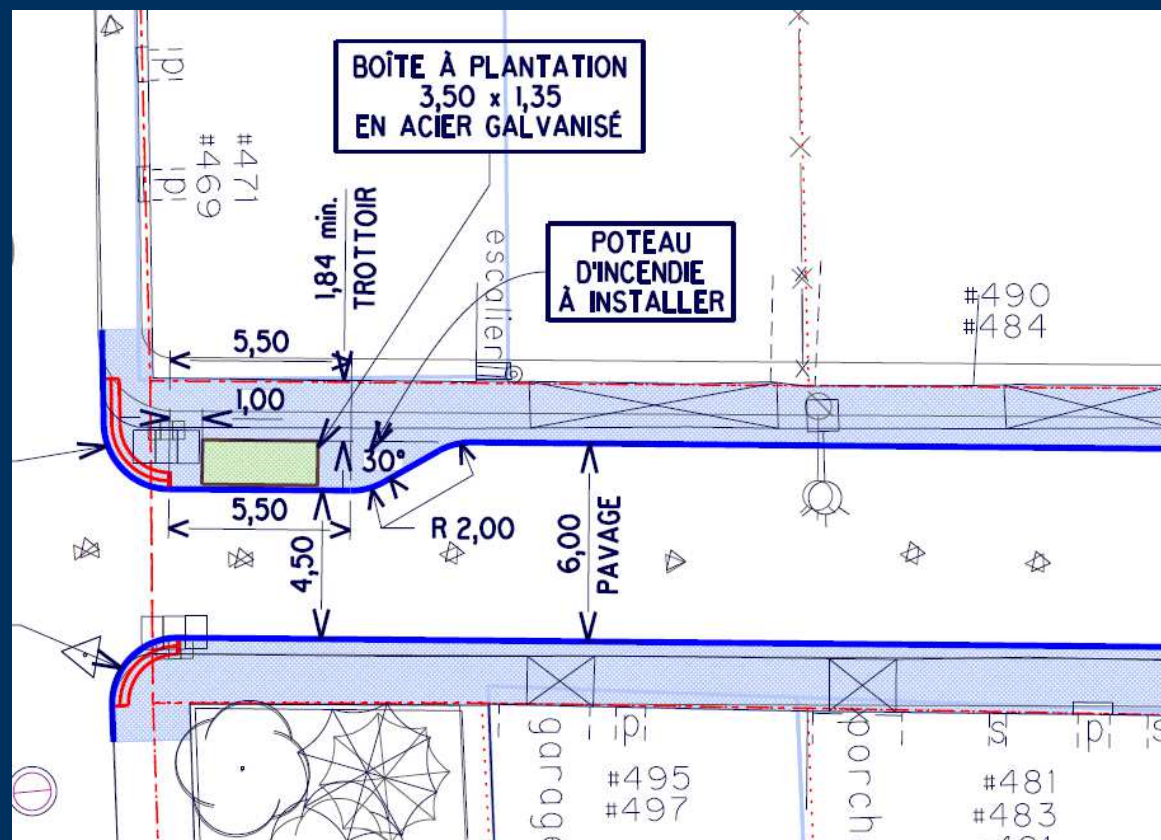 BOÎTE À PLANTATION
3,50 x 1,35
EN ACIER GALVANISÉ
POTEAU
D'INCENDIE
À INSTALLER
1,84 min.
TROTTOIR
escalier
p
p
#471
#469
#490
#484
5,50
1,00
30°
5,50
R 2,00
4,50
6,00
PAVAGE
garage
p
porch
s
p
s
#495
#497
#481
#483